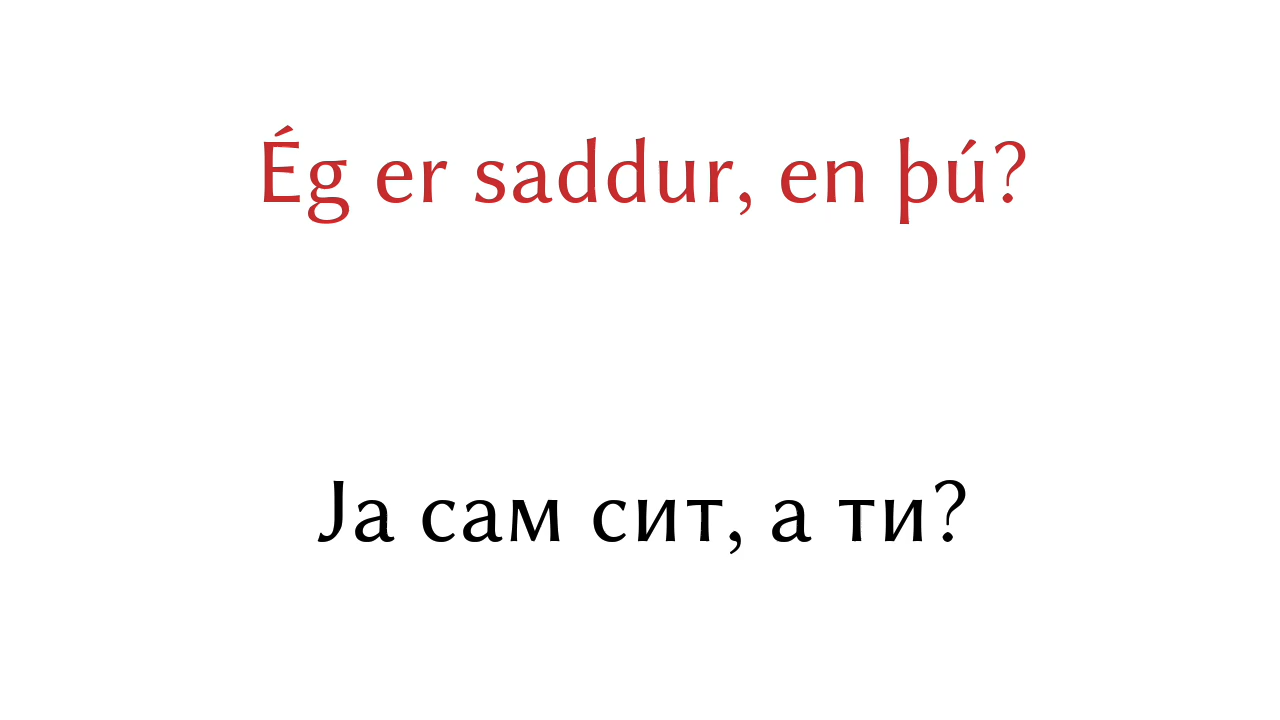 Ég er saddur, en þú?
Ја сам сит, а ти?